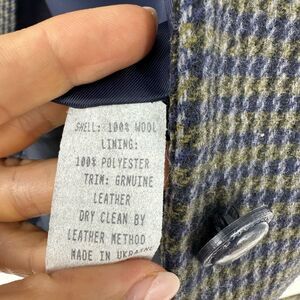 SHELL: 100% WOOL
LINING:
100% POLYESTER
TRIM: GRNUINE
LEATHER
DRY CLEAN BY
LEATHER METHOD
MADE IN UKRAINE